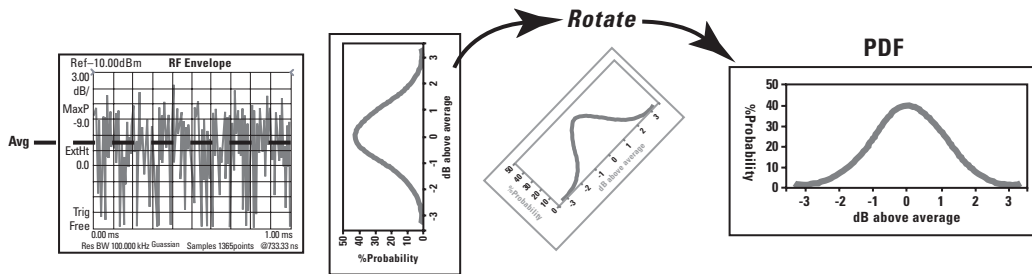 Rotate
PDF
Ref–10.00dBm RF Envelope
3.00
dB/
MaxP
-9.0
Avg
ExtHt
0.0
Trig
Free
0.00 ms 1.00 ms
Res BW 100.000 kHz Guassian Samples 1365points @733.33 ns
3
2
1
0
-1
-2
-3
dB above average
50 40 30 20 10 0
%Probability
50 40 30 20 10 0
%Probability
-3 -2 -1 0 1 2 3
dB above average
50
40
30
20
10
0
%Probability
-3 -2 -1 0 1 2 3
dB above average